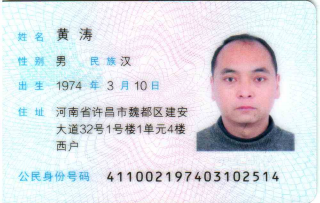 姓名 黄涛
性别 男 民族 汉
出生 1974 年 3 月 10 日
住址 河南省许昌市魏都区建安
大道32号1号楼1单元4楼
西户
公民身份号码 411002197403102514